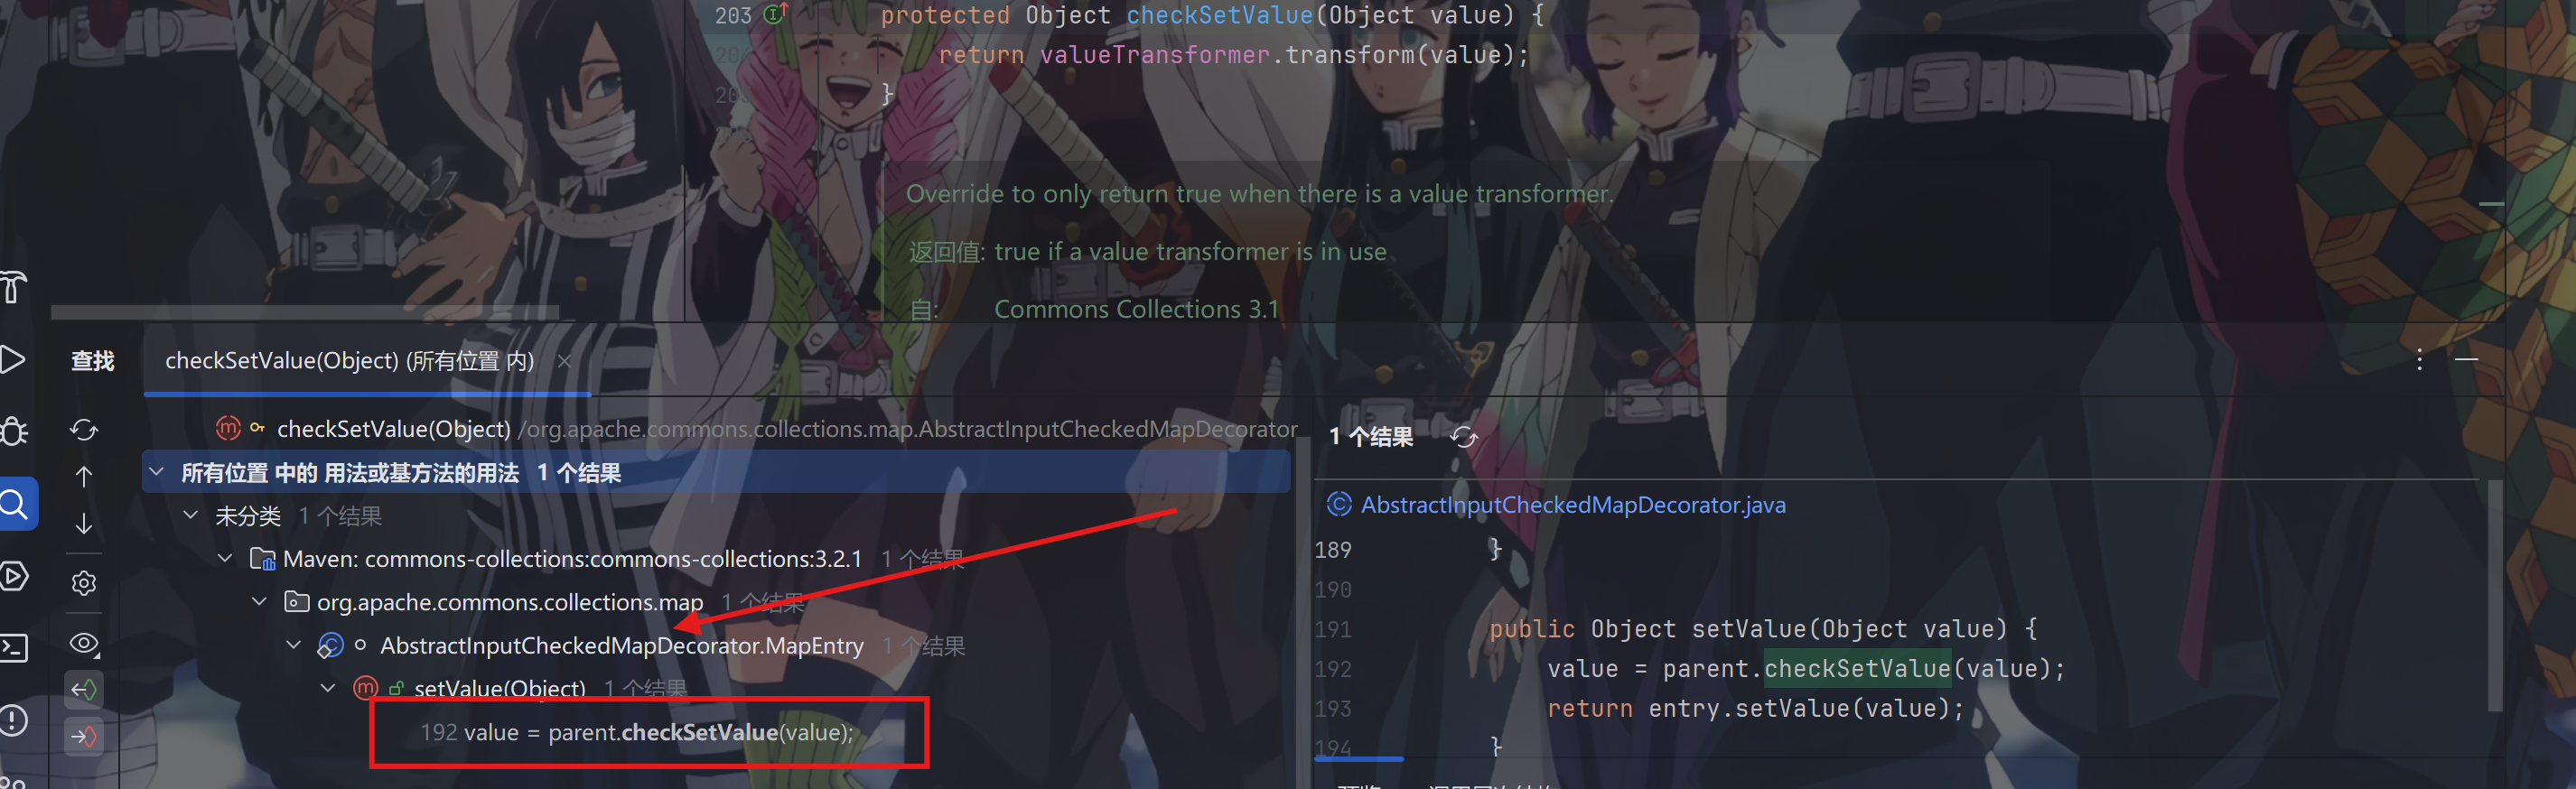 203 protected Object checkSetValue(Object value) {
204 return valueTransformer.transform(value);
205 }
Override to only return true when there is a value transformer.
返回值: true if a value transformer is in use
自: Commons Collections 3.1
查找 checkSetValue(Object) (所有位置 内)
checkSetValue(Object) /org.apache.commons.collections.map.AbstractInputCheckedMapDecorator
所有位置 中的 用法或基方法的用法 1 个结果
未分类 1 个结果
Maven: commons-collections:commons-collections:3.2.1 1 个结果
org.apache.commons.collections.map 1 个结果
AbstractInputCheckedMapDecorator.MapEntry 1 个结果
setValue(Object) 1 个结果
192 value = parent.checkSetValue(value);
1 个结果
AbstractInputCheckedMapDecorator.java
189 }
190
191 public Object setValue(Object value) {
192 value = parent.checkSetValue(value);
193 return entry.setValue(value);
194 }